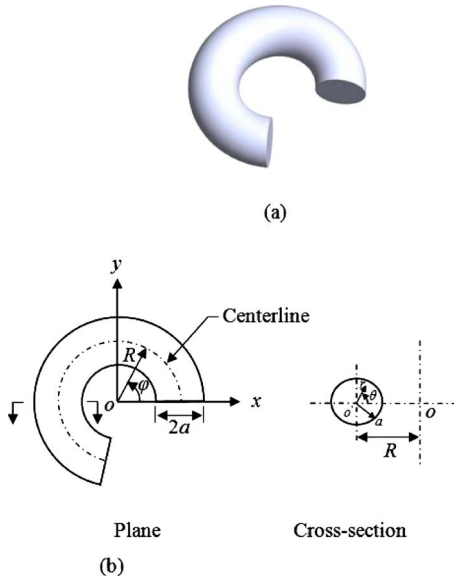 (a)
y
Centerline
R
φ
o
x
2a
r
θ
o'
a
o
R
Plane
Cross-section
(b)